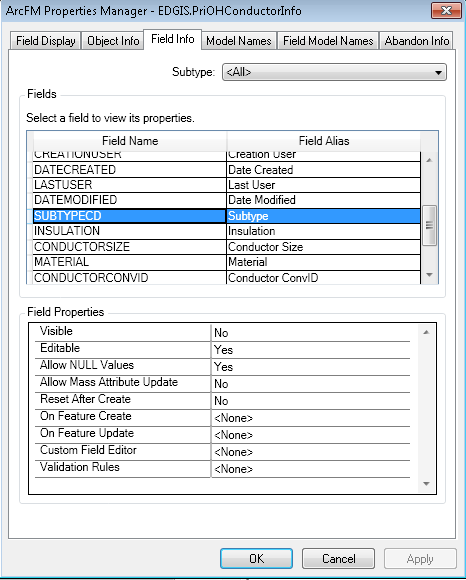 ArcFM Properties Manager - EDGIS.PriOHConductorInfo
Field Display Object Info Field Info Model Names Field Model Names Abandon Info
Subtype: <All>
Fields
Select a field to view its properties.
Field Name Field Alias
CREATIONUSER Creation User
DATECREATED Date Created
LASTUSER Last User
DATEMODIFIED Date Modified
SUBTYPECD Subtype
INSULATION Insulation
CONDUCTORSIZE Conductor Size
MATERIAL Material
CONDUCTORCONVID Conductor ConvID
Field Properties
Visible No
Editable Yes
Allow NULL Values Yes
Allow Mass Attribute Update No
Reset After Create No
On Feature Create <None>
On Feature Update <None>
Custom Field Editor <None>
Validation Rules <None>
OK Cancel Apply